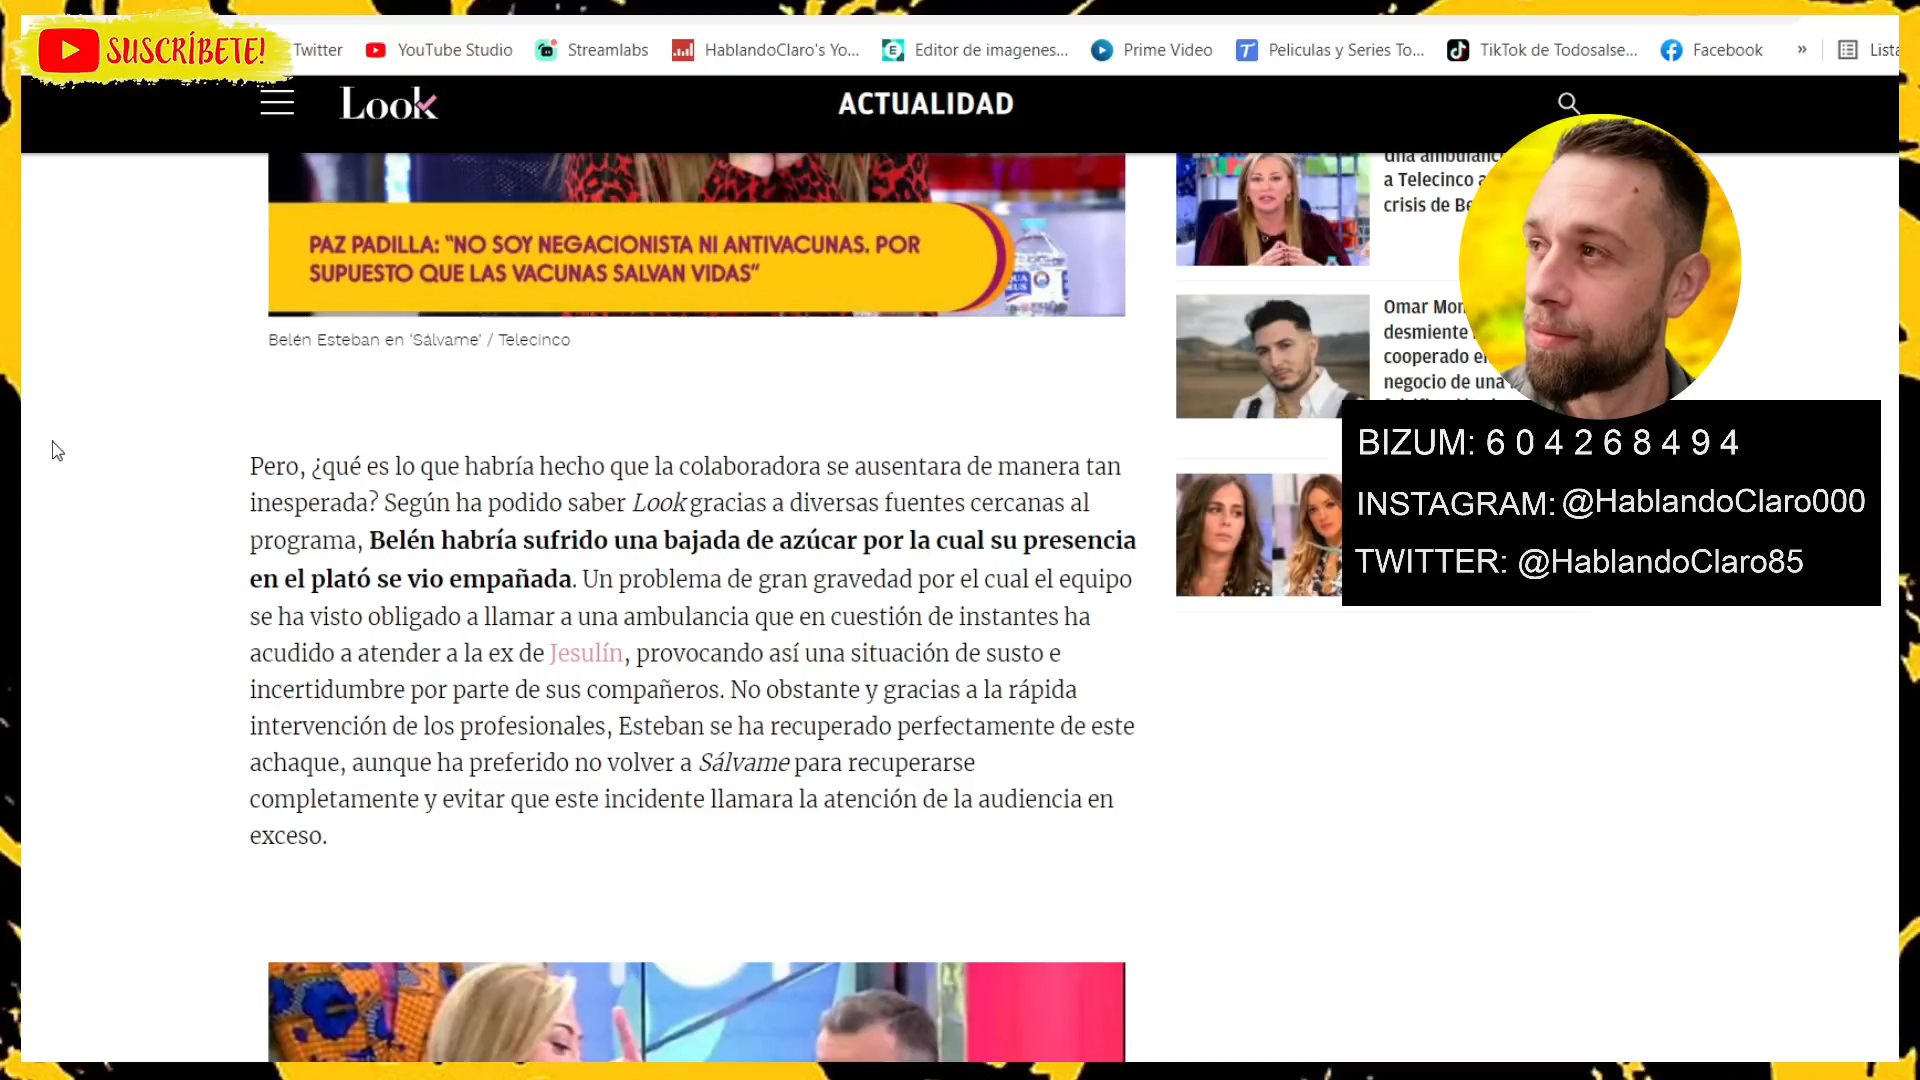 SUSCRÍBETE!
Twitter
YouTube Studio
Streamlabs
HablandoClaro's Yo...
Editor de imagenes...
Prime Video
Peliculas y Series To...
TikTok de Todosalse...
Facebook
»
Lista
Look
ACTUALIDAD
PAZ PADILLA: “NO SOY NEGACIONISTA NI ANTIVACUNAS. POR
SUPUESTO QUE LAS VACUNAS SALVAN VIDAS”
Belén Esteban en ‘Sálvame’ / Telecinco
Pero, ¿qué es lo que habría hecho que la colaboradora se ausentara de manera tan
inesperada? Según ha podido saber Look gracias a diversas fuentes cercanas al
programa, Belén habría sufrido una bajada de azúcar por la cual su presencia
en el plató se vio empañada. Un problema de gran gravedad por el cual el equipo
se ha visto obligado a llamar a una ambulancia que en cuestión de instantes ha
acudido a atender a la ex de Jesulín, provocando así una situación de susto e
incertidumbre por parte de sus compañeros. No obstante y gracias a la rápida
intervención de los profesionales, Esteban se ha recuperado perfectamente de este
achaque, aunque ha preferido no volver a Sálvame para recuperarse
completamente y evitar que este incidente llamara la atención de la audiencia en
exceso.
a Telecinco
crisis de Be
Omar Mon
desmiente
cooperado e
negocio de una
BIZUM: 6 0 4 2 6 8 4 9 4
INSTAGRAM: @HablandoClaro000
TWITTER: @HablandoClaro85